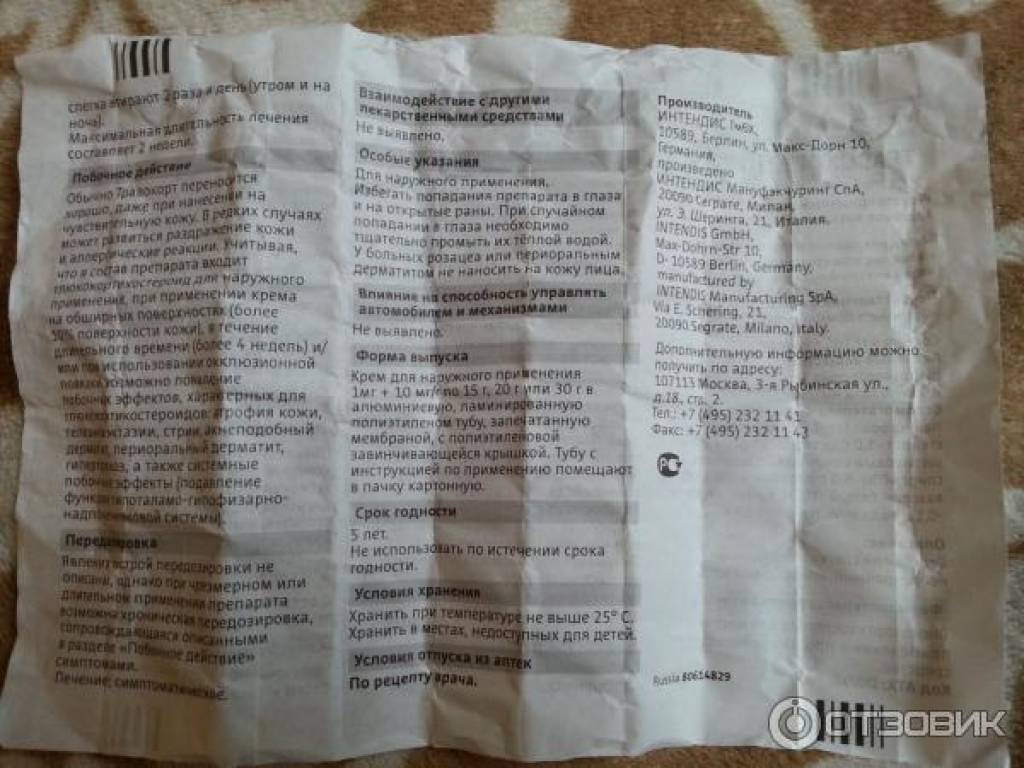 слегка втирают 2 раза в день (утром и на
ночь).
Максимальная длительность лечения
составляет 2 недели.
Побочное действие
Обычно Травокорт переносится
хорошо, даже при нанесении на
чувствительную кожу. В редких случаях
может развиться раздражение кожи
и аллергические реакции. Учитывая,
что в состав препарата входит
глюкокортикостероид для наружного
применения, при применении крема
на обширных поверхностях (более
поверхности кожи), в течение
длительного времени (более 4 недель) и/
или при использовании окклюзионной
повязки возможно появление
побочных эффектов, характерных для
глюкокортикостероидов: атрофия кожи,
телеангиэктазии, стрии, акнеподобный
дерматит, периоральный дерматит,
гипертрихоз, а также системные
побочные эффекты (подавление
функции гипоталамо-гипофизарно-
надпочечниковой системы).
Передозировка
Явления острой передозировки не
описаны, однако при чрезмерном или
длительном применении препарата
возможна хроническая передозировка,
сопровождающаяся описанными
в разделе «Побочное действие»
симптомами.
Лечение: симптоматическое.
Взаимодействие с другими
лекарственными средствами
Не выявлено.
Особые указания
Для наружного применения.
Избегать попадания препарата в глаза
и на открытые раны. При случайном
попадании в глаза необходимо
тщательно промыть их тёплой водой.
У больных розацеа или периоральным
дерматитом не наносить на кожу лица.
Влияние на способность управлять
автомобилем и механизмами
Не выявлено.
Форма выпуска
Крем для наружного применения
1мг + 10 мг/г по 15 г, 20 г или 30 г в
алюминиевую, ламинированную
полиэтиленом тубу, запечатанную
мембраной, с полиэтиленовой
завинчивающейся крышкой. Тубу с
инструкцией по применению помещают
в пачку картонную.
Срок годности
5 лет.
Не использовать по истечении срока
годности.
Условия хранения
Хранить при температуре не выше 25° С.
Хранить в местах, недоступных для детей.
Условия отпуска из аптек
По рецепту врача.
Производитель
ИНТЕНДИС ГмбХ,
10589, Берлин, ул. Макс-Дорн 10,
Германия,
произведено
ИНТЕНДИС Мануфэкчуринг СпА,
20090 Сеграте, Милан,
ул. Э. Шеринга, 21, Италия.
INTENDIS GmbH,
Max-Dohrn-Str 10,
D- 10589 Berlin, Germany,
manufactured by
INTENDIS Manufacturing SpA,
Via E. Schering, 21,
20090 Segrate, Milano, Italy.
Дополнительную информацию можно
получить по адресу:
107113 Москва, 3-я Рыбинская ул.,
д.18, стр. 2.
Тел.: +7 (495) 232 11 41
Факс: +7 (495) 232 11 43
Russia 80614829
ОТЗОВИК